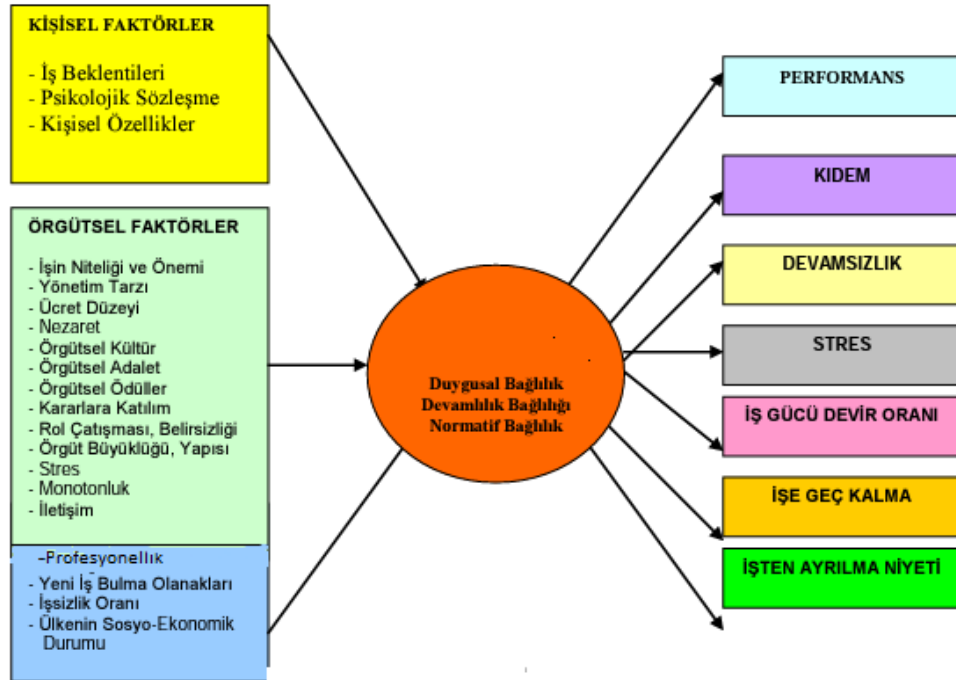 KİŞİSEL FAKTÖRLER
- İş Beklentileri
- Psikolojik Sözleşme
- Kişisel Özellikler
ÖRGÜTSEL FAKTÖRLER
- İşin Niteliği ve Önemi
- Yönetim Tarzı
- Ücret Düzeyi
- Nezaret
- Örgütsel Kültür
- Örgütsel Adalet
- Örgütsel Ödüller
- Kararlara Katılım
- Rol Çatışması, Belirsizliği
- Örgüt Büyüklüğü, Yapısı
- Stres
- Monotonluk
- İletişim
-Profesyonellik
- Yeni İş Bulma Olanakları
- İşsizlik Oranı
- Ülkenin Sosyo-Ekonomik
Durumu
Duygusal Bağlılık
Devamlılık Bağlılığı
Normatif Bağlılık
PERFORMANS
KIDEM
DEVAMSIZLIK
STRES
İŞ GÜCÜ DEVİR ORANI
İŞE GEÇ KALMA
İŞTEN AYRILMA NİYETİ